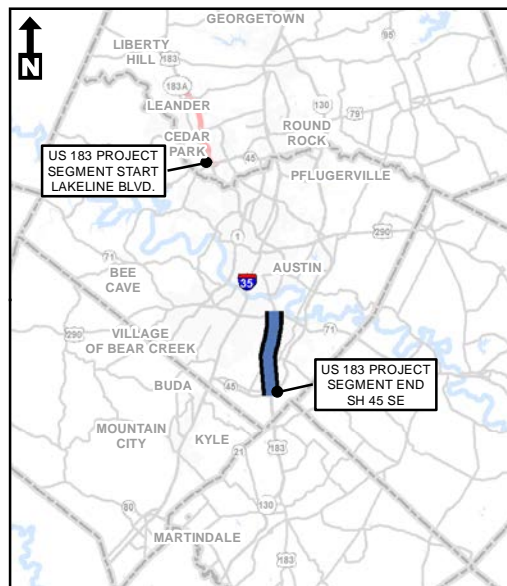 GEORGETOWN
LIBERTY
HILL
183
95
183A
LEANDER
130
79
CEDAR
PARK
ROUND
ROCK
45
US 183 PROJECT
SEGMENT START
LAKELINE BLVD.
PFLUGERVILLE
1
290
71
BEE
CAVE
AUSTIN
35
290
VILLAGE
OF BEAR CREEK
71
US 183 PROJECT
SEGMENT END
SH 45 SE
BUDA
45
MOUNTAIN
CITY
KYLE
21
183
80
130
MARTINDALE
183
N